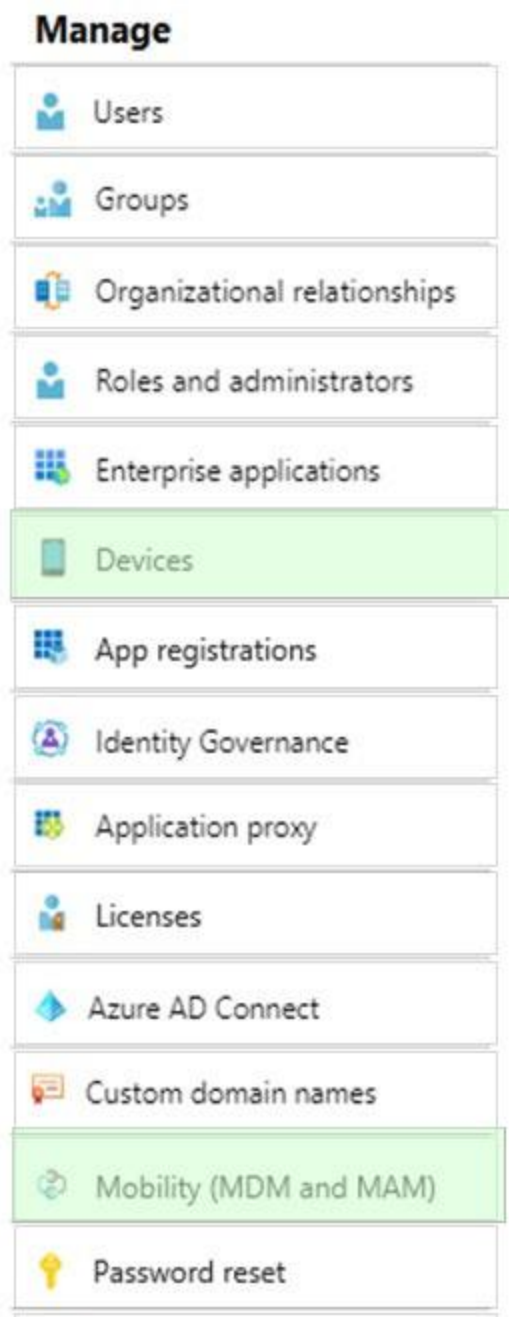 Manage
Users
Groups
Organizational relationships
Roles and administrators
Enterprise applications
Devices
App registrations
Identity Governance
Application proxy
Licenses
Azure AD Connect
Custom domain names
Mobility (MDM and MAM)
Password reset